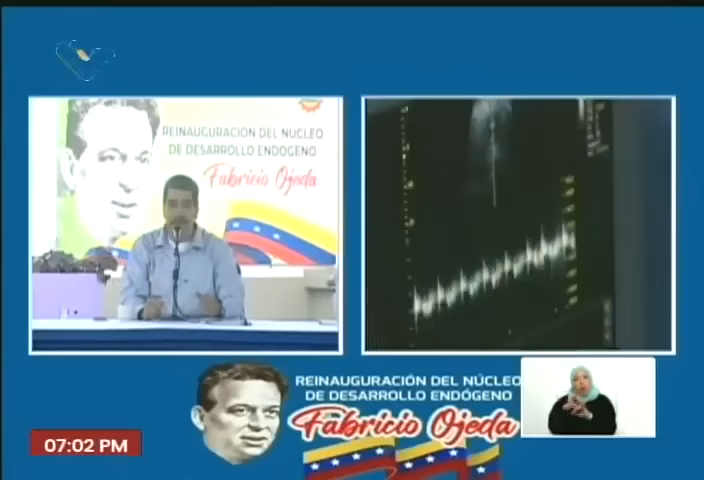 REINAUGURACIÓN DEL NÚCLEO
DE DESARROLLO ENDÓGENO
Fabricio Ojeda
REINAUGURACIÓN DEL NÚCLEO
DE DESARROLLO ENDÓGENO
Fabricio Ojeda
07:02 PM